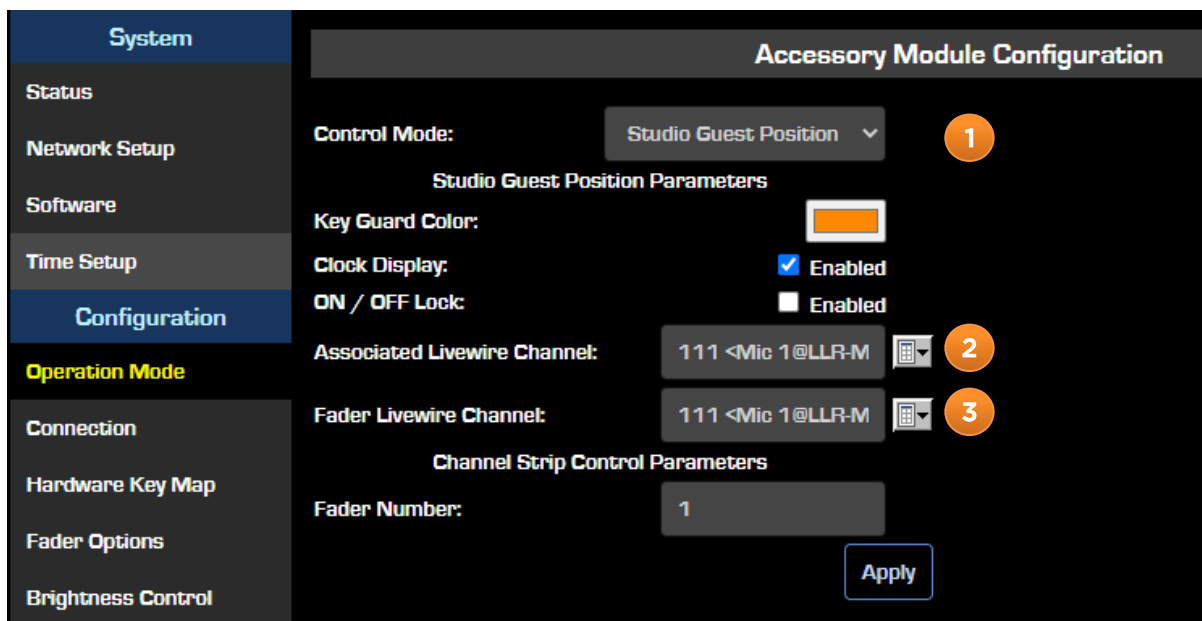 System
Status
Network Setup
Software
Time Setup
Configuration
Operation Mode
Connection
Hardware Key Map
Fader Options
Brightness Control
Accessory Module Configuration
Control Mode: Studio Guest Position 1
Studio Guest Position Parameters
Key Guard Color:
Clock Display: Enabled
ON / OFF Lock: Enabled
Associated Livewire Channel: 111 <Mic 1@LLR-M 2
Fader Livewire Channel: 111 <Mic 1@LLR-M 3
Channel Strip Control Parameters
Fader Number: 1
Apply